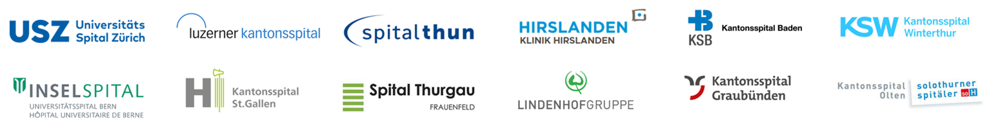 USZ Universitäts
Spital Zürich
luzerner kantonsspital
spitalthun
HIRSLANDEN
KLINIK HIRSLANDEN
KSB Kantonsspital Baden
KSW Kantonsspital
Winterthur
INSELSPITAL
UNIVERSITÄTSSPITAL BERN
HÔPITAL UNIVERSITAIRE DE BERNE
H Kantonsspital
St.Gallen
Spital Thurgau
FRAUENFELD
LINDENHOFGRUPPE
Kantonsspital
Graubünden
Kantonsspital
Olten
solothurner
spitäler soH